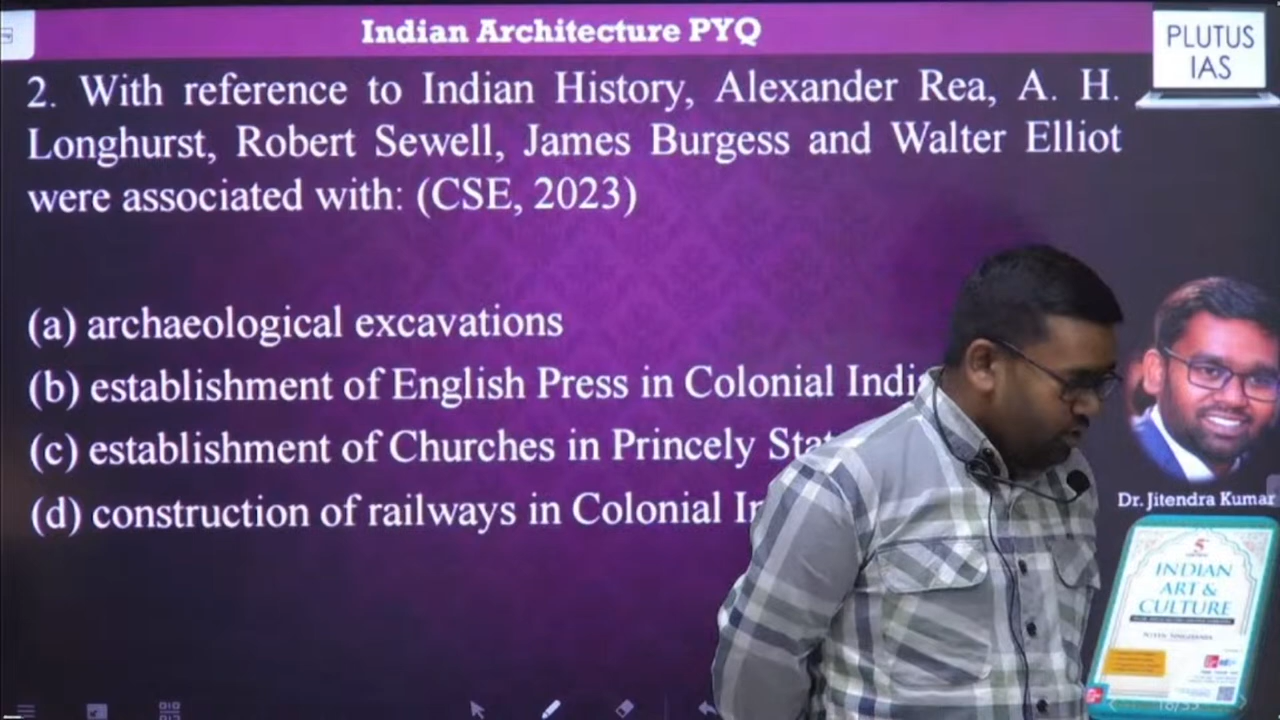 Indian Architecture PYQ
PLUTUS
IAS
2. With reference to Indian History, Alexander Rea, A. H.
Longhurst, Robert Sewell, James Burgess and Walter Elliot
were associated with: (CSE, 2023)
(a) archaeological excavations
(b) establishment of English Press in Colonial
(c) establishment of Churches in Princely
(d) construction of railways in Colonial
Dr. Jitendra Kumar
INDIAN
ART &
CULTURE